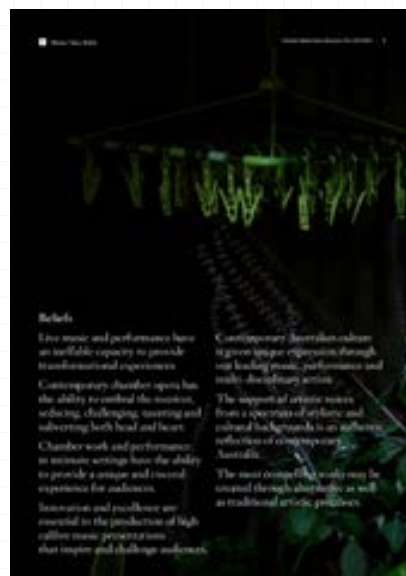 Beliefs
Live music and performance have
an ineffable capacity to provide
transformational experiences
Contemporary chamber opera has
the ability to enthral the
seducing, challenging, and
subverting both head and heart.
Chamber work and performance
in intimate settings have the ability
to provide a unique and visceral
experience for audiences.
Innovation and excellence are
essential to the production of high
calibre music presentations
that inspire and challenge audiences.
Contemporary Australian culture
is given unique expression through
our leading music, performance and
multi-disciplinary artists
The support of artistic voices
from a spectrum of stylistic and
cultural backgrounds is an authentic
reflection of contemporary
Australia.
The most compelling works may be
created through alternative as well
as traditional artistic processes.